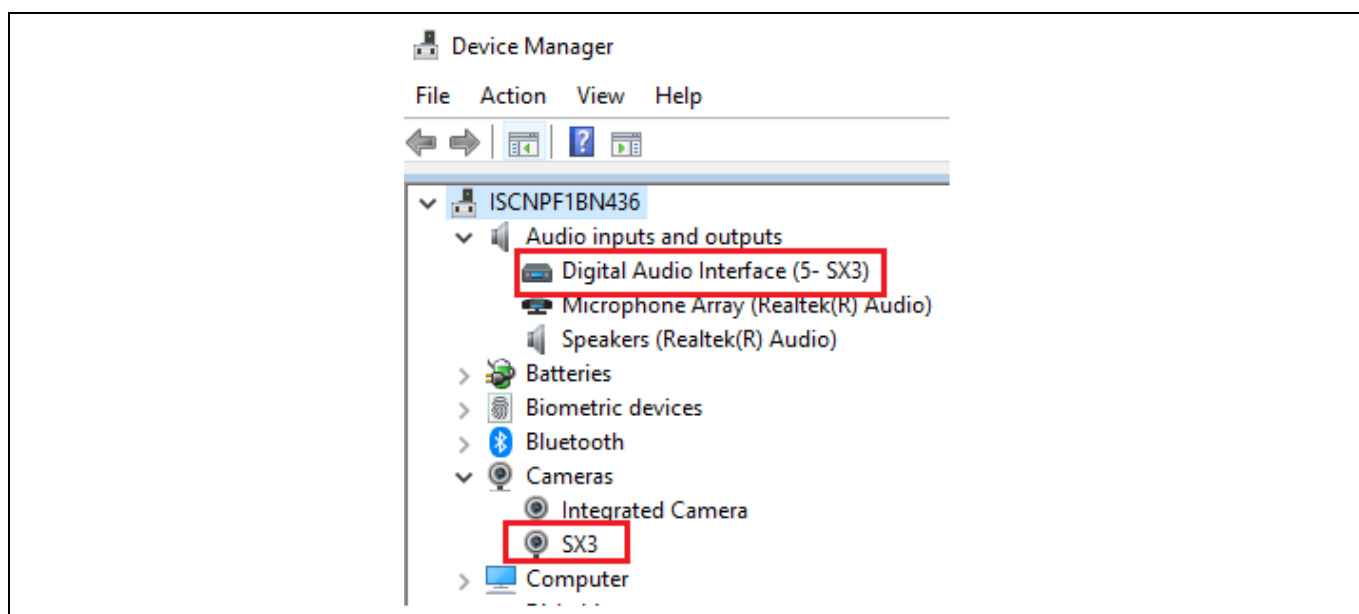 Device Manager
File Action View Help
ISCNPF1BN436
Audio inputs and outputs
Digital Audio Interface (5- SX3)
Microphone Array (Realtek(R) Audio)
Speakers (Realtek(R) Audio)
Batteries
Biometric devices
Bluetooth
Cameras
Integrated Camera
SX3
Computer